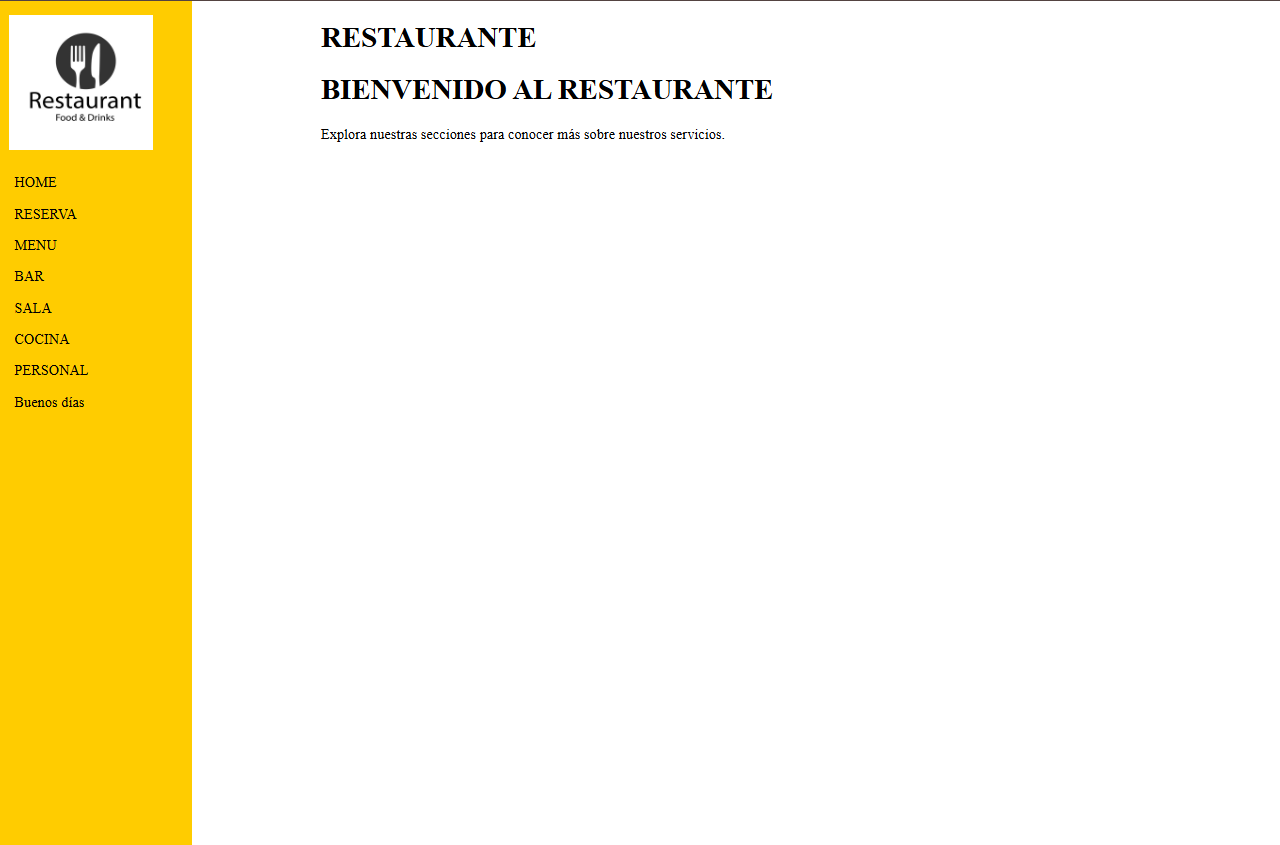 Restaurant
Food & Drinks
HOME
RESERVA
MENU
BAR
SALA
COCINA
PERSONAL
Buenos días
RESTAURANTE
BIENVENIDO AL RESTAURANTE
Explora nuestras secciones para conocer más sobre nuestros servicios.